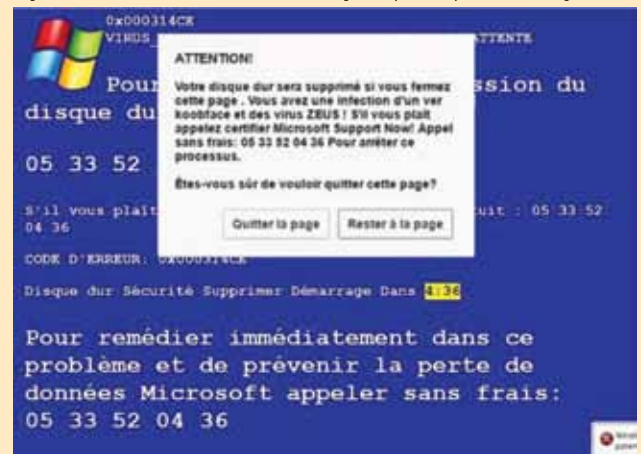 0x000314CE
VIRUS_ ATTENTE
Pour ssion du
disque du
05 33 52
S'il vous plaît uit : 05 33 52
04 36
ATTENTION!
Votre disque dur sera supprimé si vous fermez
cette page . Vous avez une infection d'un ver
koobface et des virus ZEUS ! S'il vous plaît
appelez certifier Microsoft Support Now! Appel
sans frais: 05 33 52 04 36 Pour arrêter ce
processus.
Êtes-vous sûr de vouloir quitter cette page?
Quitter la page Rester à la page
CODE D'ERREUR: 0x000314CE
Disque dur Sécurité Supprimer Démarrage Dans 4:36
Pour remédier immédiatement dans ce
problème et de prévenir la perte de
données Microsoft appeler sans frais:
05 33 52 04 36